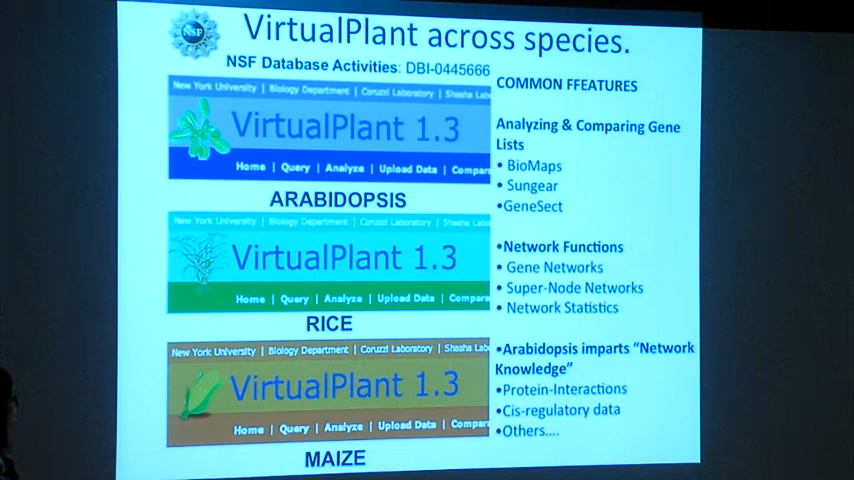 NSF
VirtualPlant across species.
NSF Database Activities: DBI-0445666
New York University | Biology Department | Coruzzi Laboratory | Shasha Lab
VirtualPlant 1.3
Home | Query | Analyze | Upload Data | Compar
ARABIDOPSIS
New York University | Biology Department | Coruzzi Laboratory | Shasha Lab
VirtualPlant 1.3
Home | Query | Analyze | Upload Data | Compar
RICE
New York University | Biology Department | Coruzzi Laboratory | Shasha Lab
VirtualPlant 1.3
Home | Query | Analyze | Upload Data | Compar
MAIZE
COMMON FFEATURES
Analyzing & Comparing Gene
Lists
• BioMaps
• Sungear
•GeneSect
•Network Functions
• Gene Networks
• Super-Node Networks
• Network Statistics
•Arabidopsis imparts “Network
Knowledge”
•Protein-Interactions
•Cis-regulatory data
•Others....